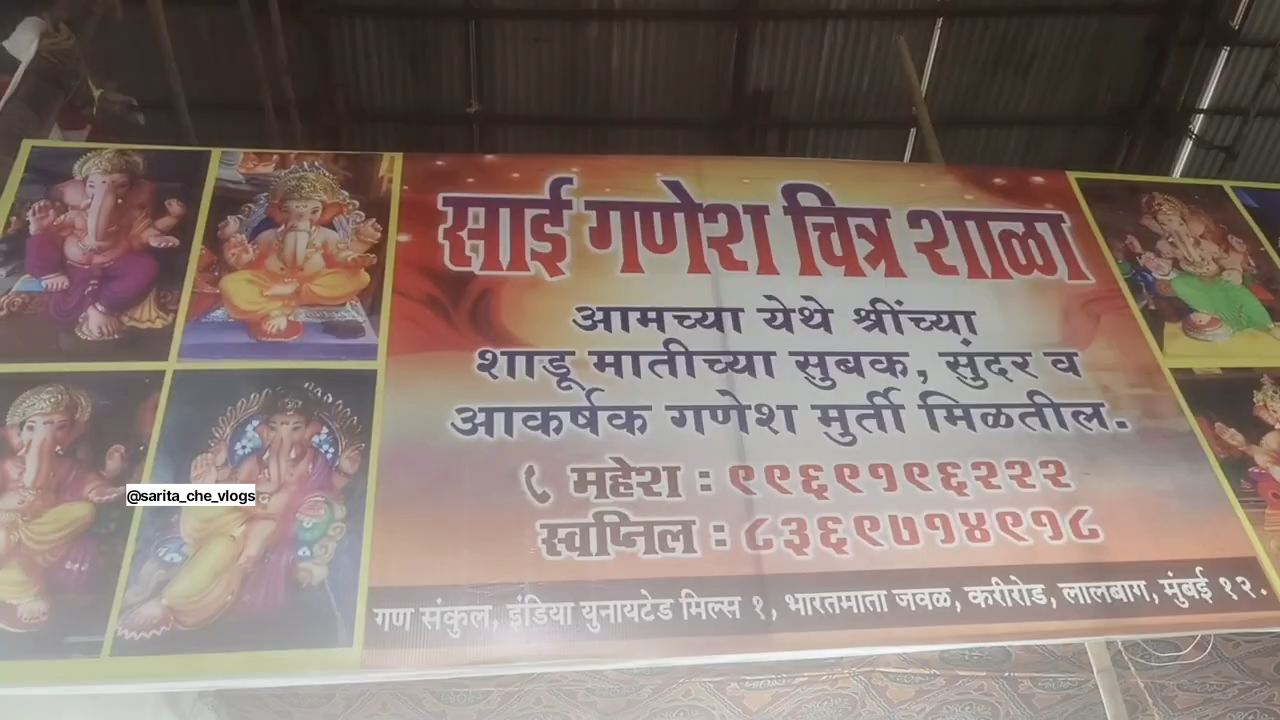 साई गणेश चित्र शाळा
आमच्या येथे श्रींच्या
शाडू मातीच्या सुबक, सुंदर व
आकर्षक गणेश मुर्ती मिळतील.
महेश : ९९६९१९६२२२
स्वप्निल : ८३६९७१४९१८
गण संकुल, इंडिया युनायटेड मिल्स १, भारतमाता जवळ, करीरोड, लालबाग, मुंबई १२.
@sarita_che_vlogs